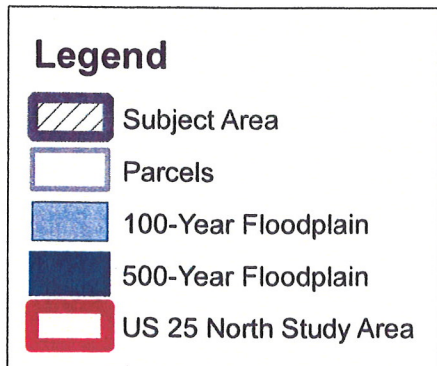 Legend
Subject Area
Parcels
100-Year Floodplain
500-Year Floodplain
US 25 North Study Area